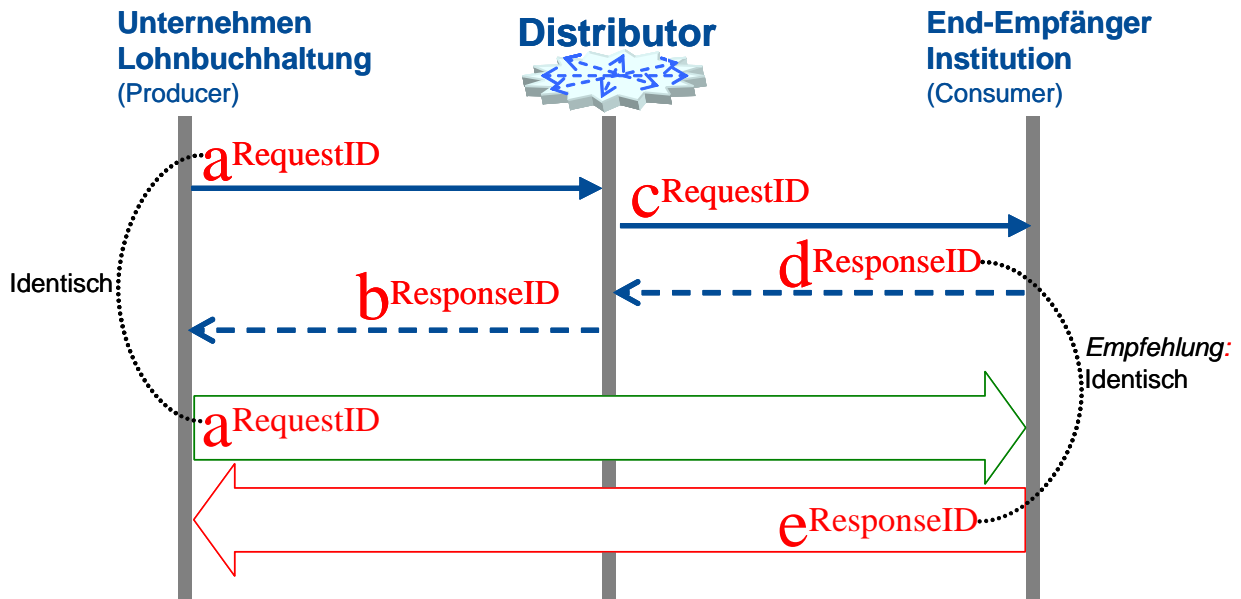 Unternehmen
Lohnbuchhaltung
(Producer)
Distributor
End-Empfänger
Institution
(Consumer)
aRequestID
cRequestID
dResponseID
Identisch
bResponseID
Empfehlung:
Identisch
aRequestID
eResponseID